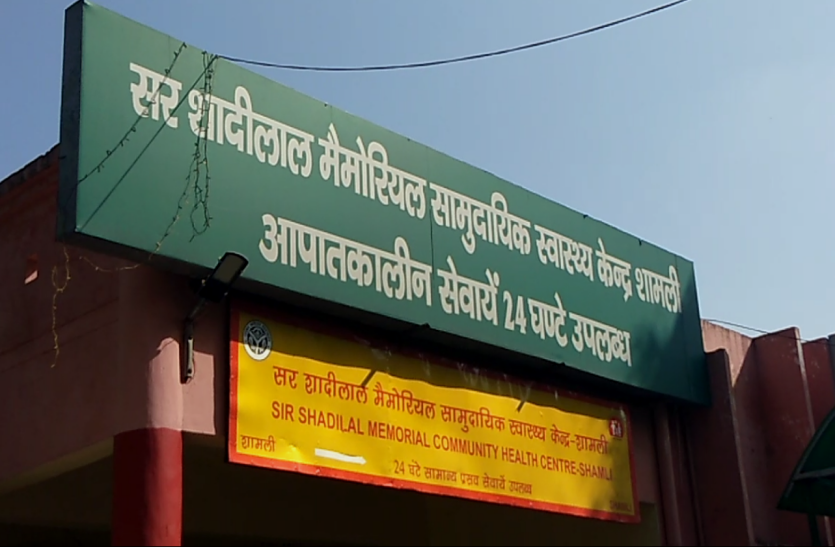 सर शादीलाल मैमोरियल सामुदायिक स्वास्थ्य केन्द्र शामली
आपातकालीन सेवायें 24 घण्टे उपलब्ध
सर शादीलाल मैमोरियल सामुदायिक स्वास्थ्य केन्द्र-शामली
SIR SHADILAL MEMORIAL COMMUNITY HEALTH CENTRE-SHAMLI
शामली
24 घंटे सामान्य प्रसव सेवायें उपलब्ध